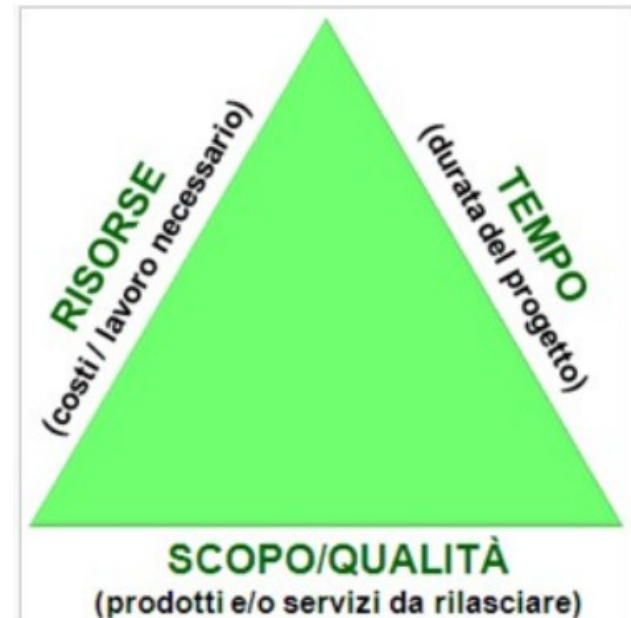 RISORSE
(costi / lavoro necessario)
TEMPO
(durata del progetto)
SCOPO/QUALITÀ
(prodotti e/o servizi da rilasciare)